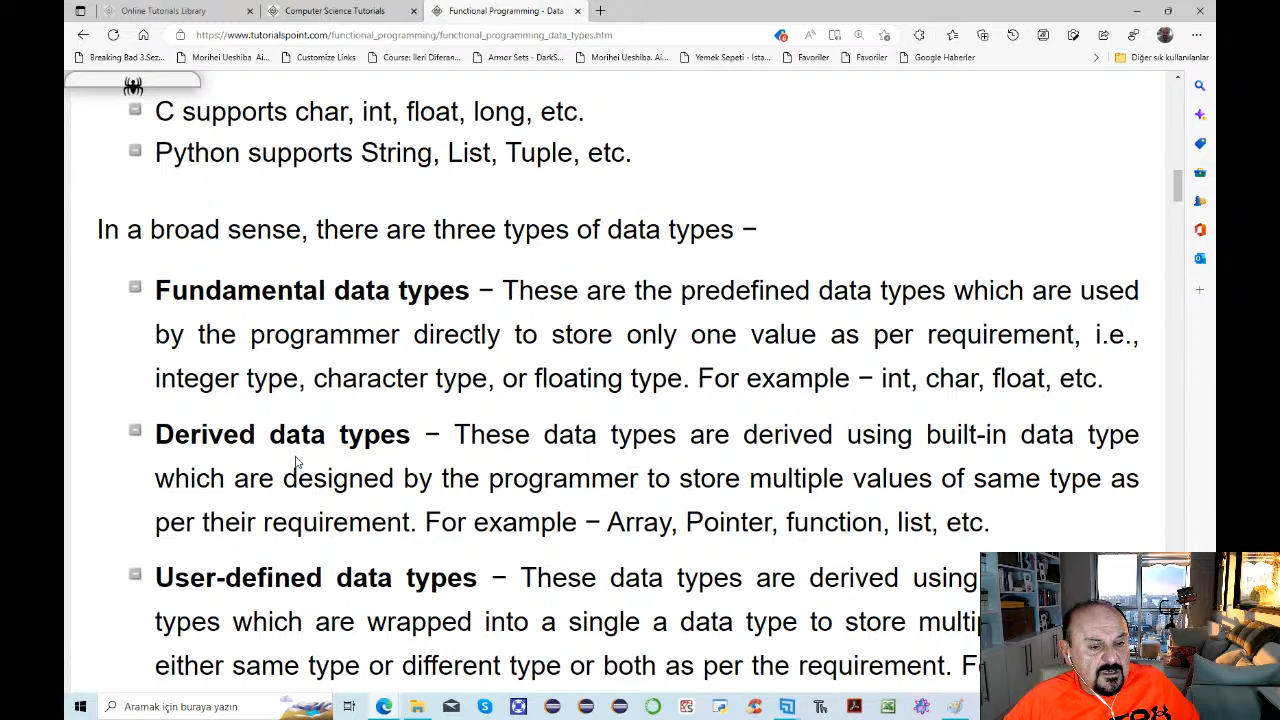 Online Tutorials Library
Computer Science Tutorials
Functional Programming - Data
https://www.tutorialspoint.com/functional_programming/functional_programming_data_types.htm
Breaking Bad 3.Sez...
Morihei Ueshiba. Ai...
Customize Links
Course: Ileri Diferan...
Armor Sets - DarkS...
Morihei Ueshiba. Ai...
Yemek Sepeti - İsta...
Favoriler
Favoriler
Google Haberler
Diğer sık kullanılanlar
C supports char, int, float, long, etc.
Python supports String, List, Tuple, etc.
In a broad sense, there are three types of data types −
Fundamental data types − These are the predefined data types which are used
by the programmer directly to store only one value as per requirement, i.e.,
integer type, character type, or floating type. For example − int, char, float, etc.
Derived data types − These data types are derived using built-in data type
which are designed by the programmer to store multiple values of same type as
per their requirement. For example − Array, Pointer, function, list, etc.
User-defined data types − These data types are derived using
types which are wrapped into a single a data type to store multip
either same type or different type or both as per the requirement. F
Aramak için buraya yazın